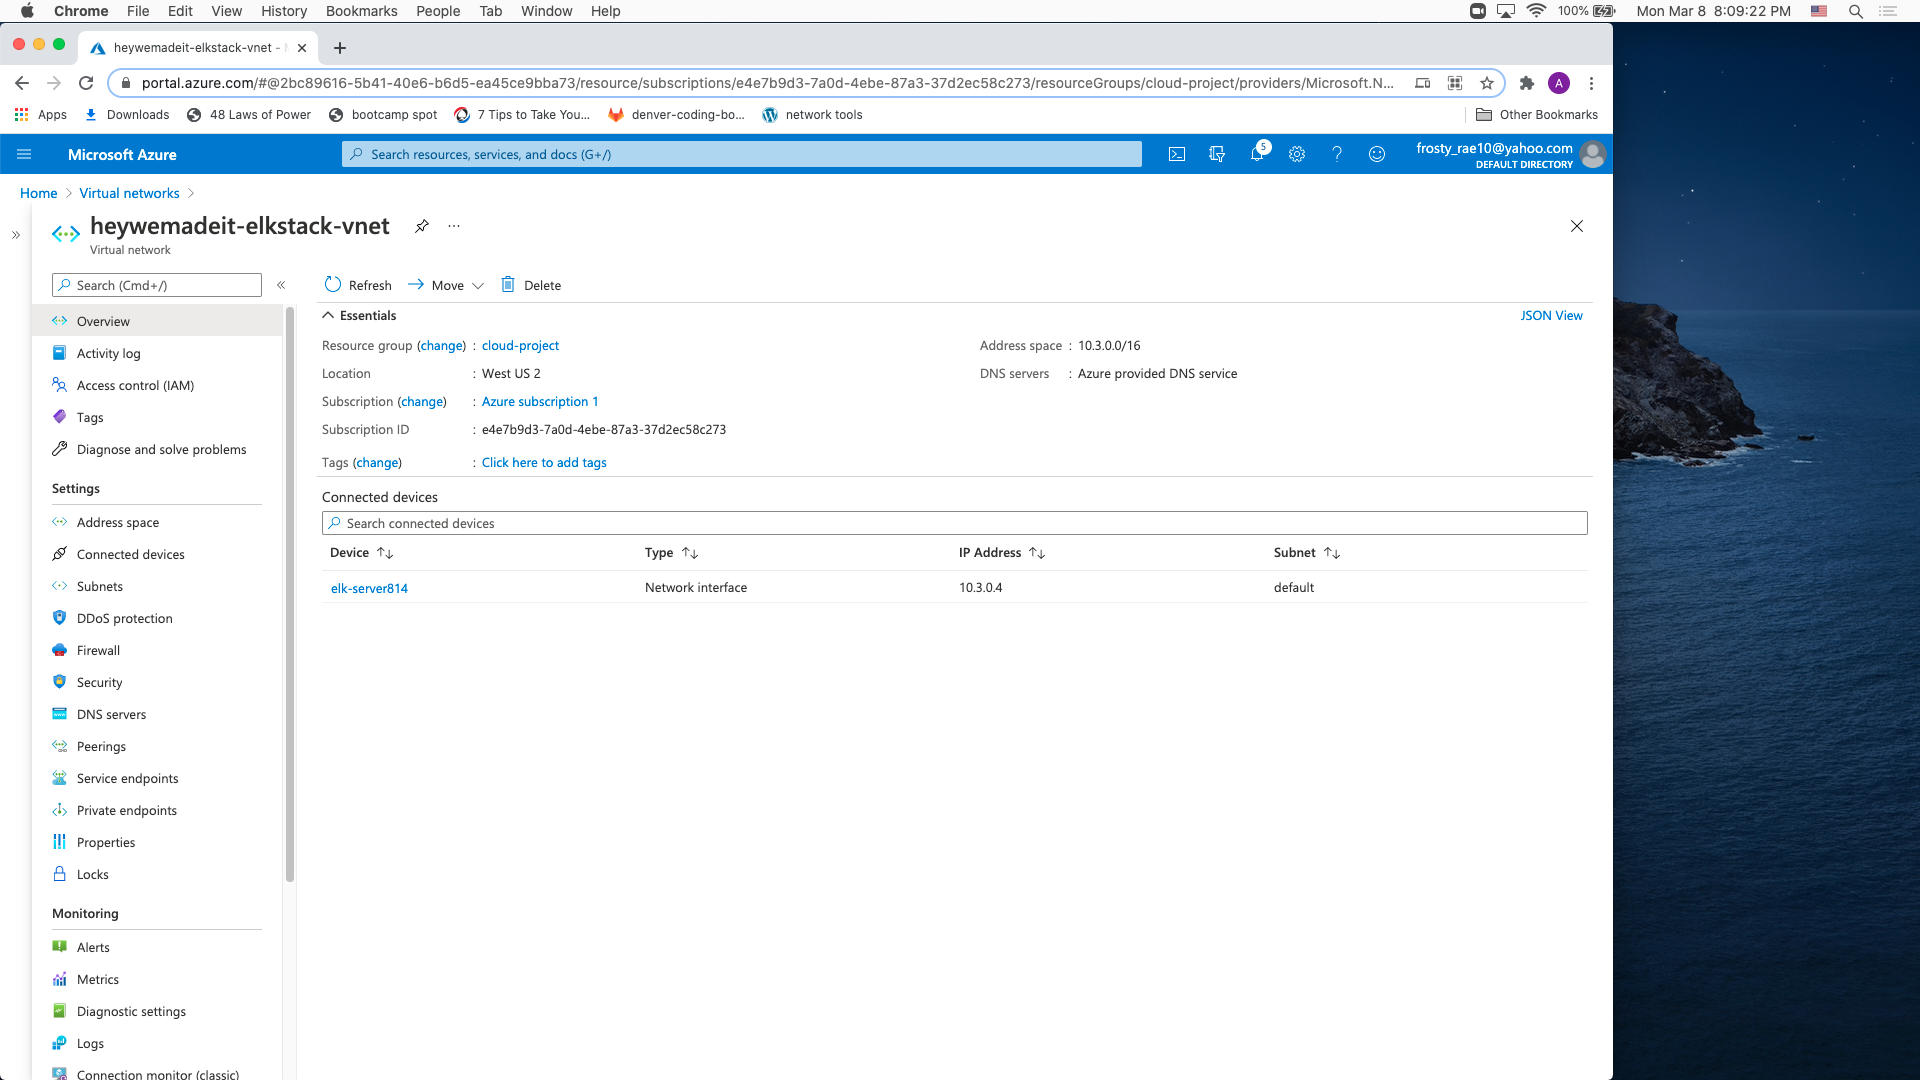 Chrome File Edit View History Bookmarks People Tab Window Help 100% Mon Mar 8 8:09:22 PM
heywemadeit-elkstack-vnet -
portal.azure.com/#@2bc89616-5b41-40e6-b6d5-ea45ce9bba73/resource/subscriptions/e4e7b9d3-7a0d-4ebe-87a3-37d2ec58c273/resourceGroups/cloud-project/providers/Microsoft.N... A
Apps Downloads 48 Laws of Power bootcamp spot 7 Tips to Take You... denver-coding-bo... network tools Other Bookmarks
Microsoft Azure Search resources, services, and docs (G+/) 5 frosty_rae10@yahoo.com
DEFAULT DIRECTORY
Home > Virtual networks >
heywemadeit-elkstack-vnet ...
Virtual network
Search (Cmd+/) « Refresh Move Delete
Essentials JSON View
Resource group (change) : cloud-project
Location : West US 2
Subscription (change) : Azure subscription 1
Subscription ID : e4e7b9d3-7a0d-4ebe-87a3-37d2ec58c273
Tags (change) : Click here to add tags
Address space : 10.3.0.0/16
DNS servers : Azure provided DNS service
Connected devices
Search connected devices
Device Type IP Address Subnet
elk-server814 Network interface 10.3.0.4 default
Overview
Activity log
Access control (IAM)
Tags
Diagnose and solve problems
Settings
Address space
Connected devices
Subnets
DDoS protection
Firewall
Security
DNS servers
Peerings
Service endpoints
Private endpoints
Properties
Locks
Monitoring
Alerts
Metrics
Diagnostic settings
Logs
Connection monitor (classic)